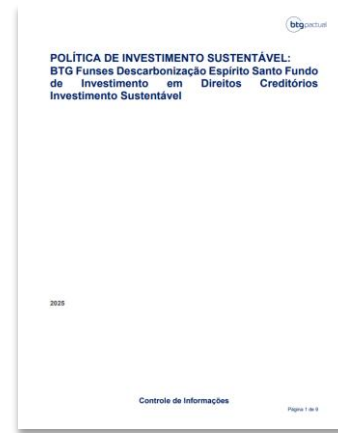 btgpactual
POLÍTICA DE INVESTIMENTO SUSTENTÁVEL:
BTG Funses Descarbonização Espírito Santo Fundo
de Investimento em Direitos Creditórios
Investimento Sustentável
2025
Controle de Informações
Página 1 de 8